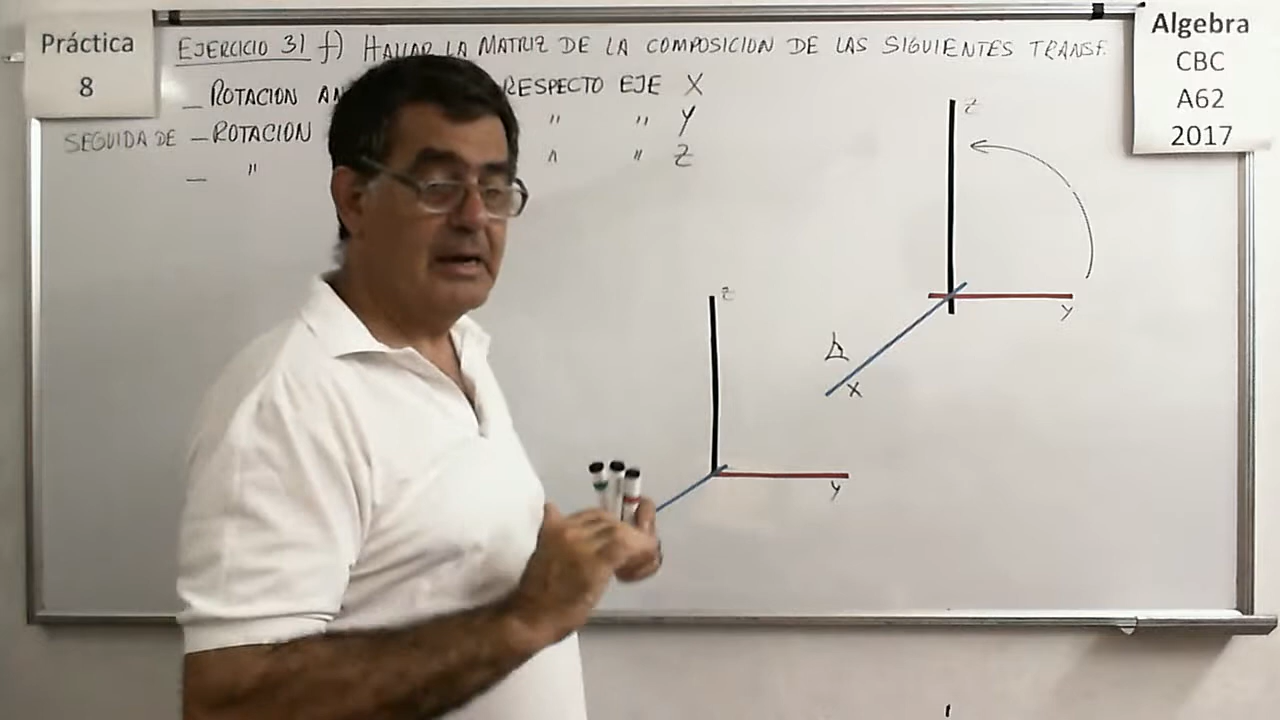 Práctica
8
EJERCICIO 31 f) HALLAR LA MATRIZ DE LA COMPOSICION DE LAS SIGUIENTES TRANSF
_ ROTACION AN RESPECTO EJE X
SEGUIDA DE _ ROTACION " " Y
_ " " " Z
Algebra
CBC
A62
2017
Z
Y
X
Z
Y